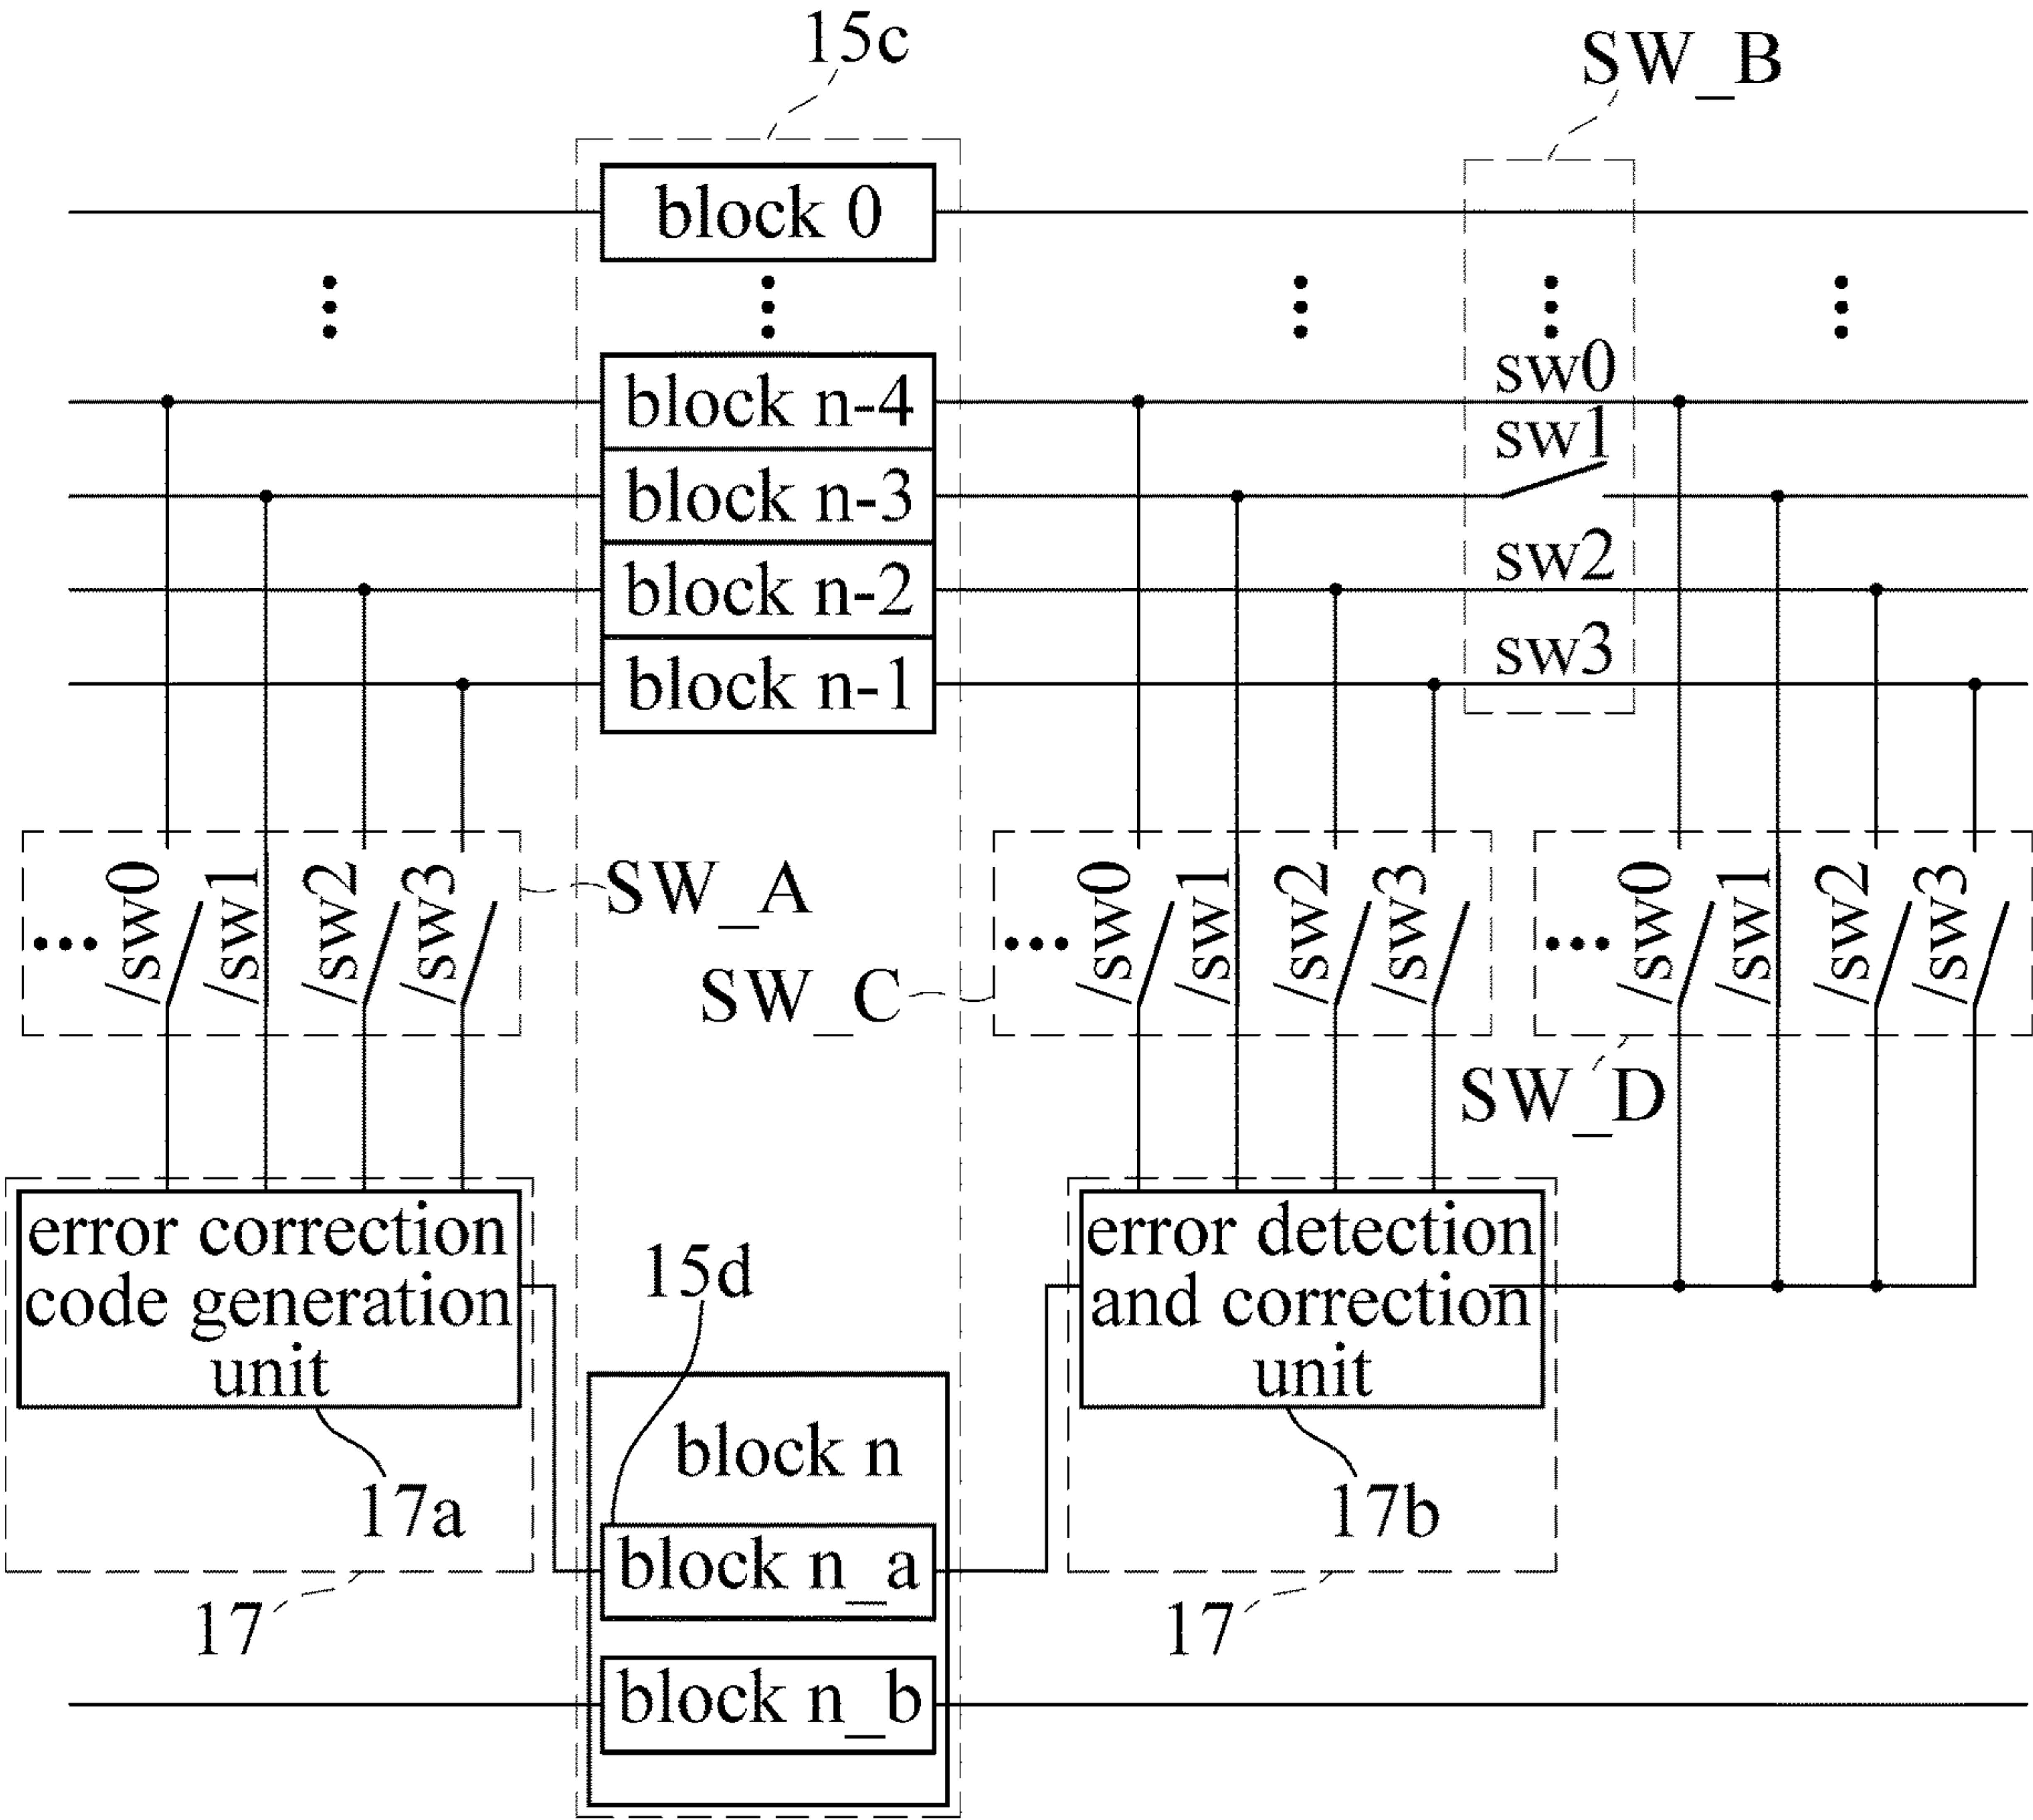 15c
SW_B
block 0
sw0
block n-4
sw1
block n-3
sw2
block n-2
sw3
block n-1
/sw0
/sw1
/sw2
/sw3
SW_A
/sw0
/sw1
/sw2
/sw3
/sw0
/sw1
/sw2
/sw3
SW_C
SW_D
error correction
code generation
unit
15d
error detection
and correction
unit
block n
17a
17b
block n_a
17
17
block n_b